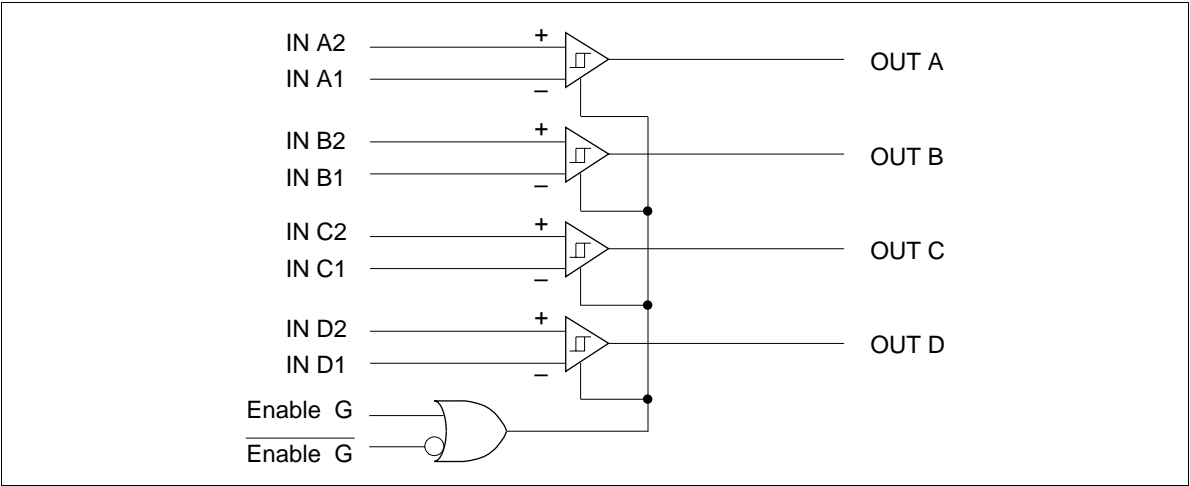 IN A2
+
IN A1
–
OUT A
IN B2
+
IN B1
–
OUT B
IN C2
+
IN C1
–
OUT C
IN D2
+
IN D1
–
OUT D
Enable G
Enable G